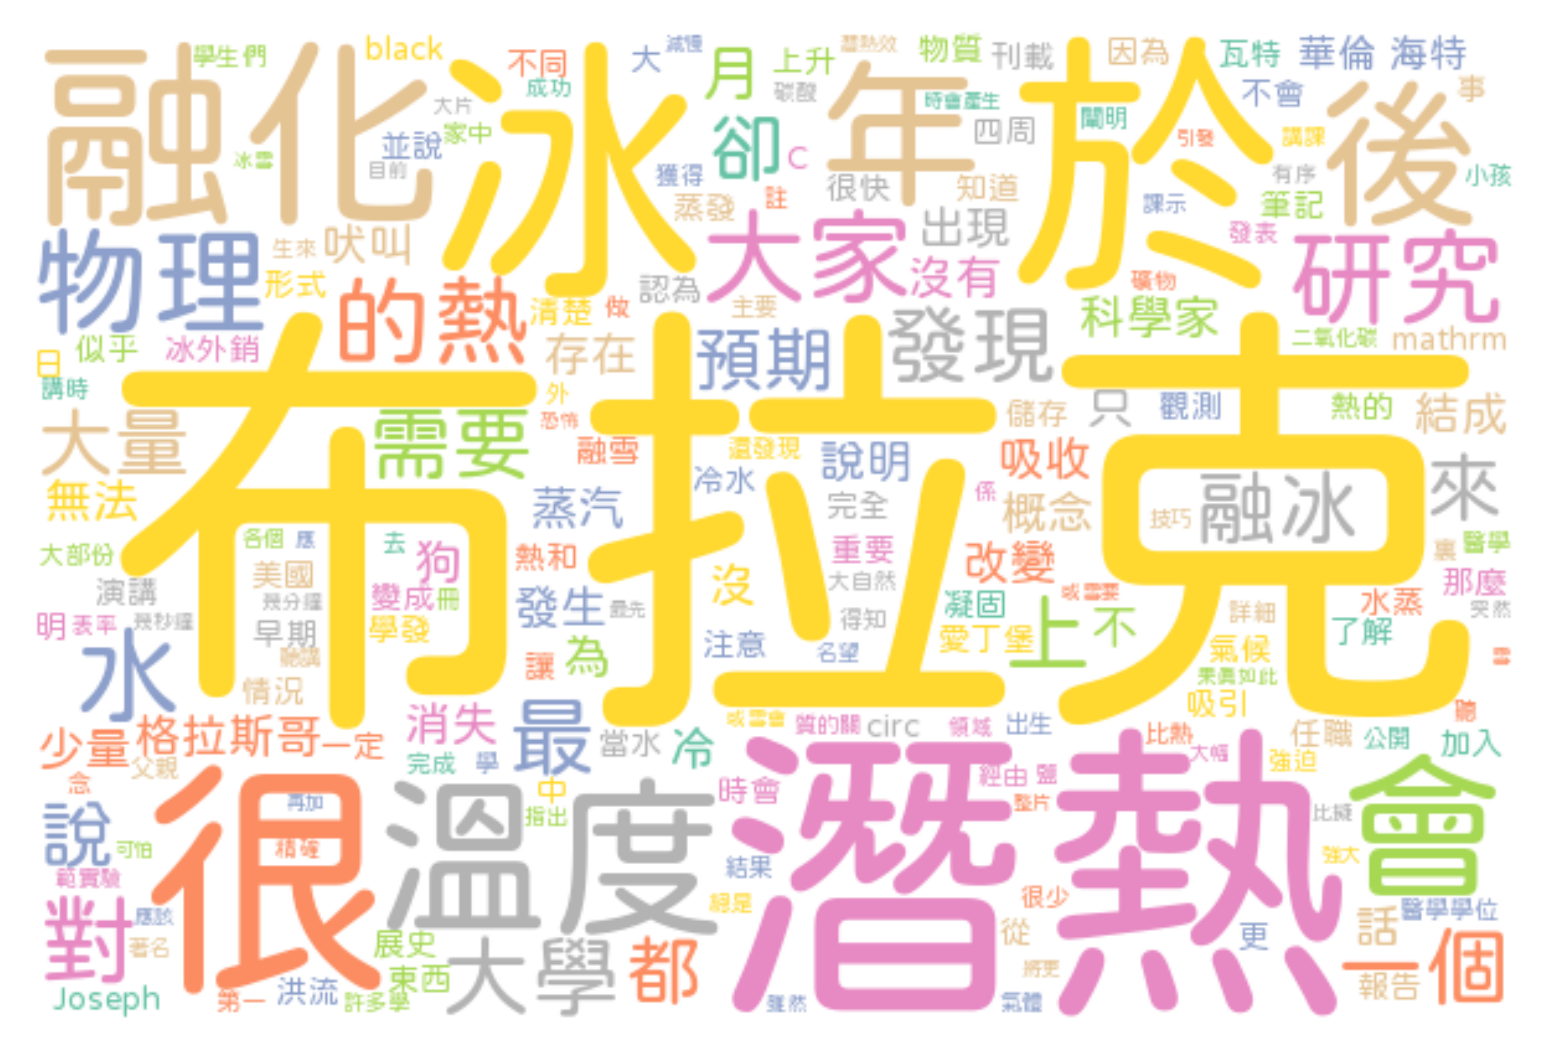 融化
冰
年
於
後
學生們
black
不同
成功
大
減慢
月
上升
碳酸
物質
刊載
因為
瓦特
華倫
海特
事
不會
時會產生
四周
闡明
引發
講課
大片
家中
並說
目前
冰
卻
C
獲得
蒸發
註
很快
知道
課示
有序
筆記
小孩
發表
物理
生來
吠叫
形式
的熱
大家
出現
沒有
認為
清楚
做
主要
礦物
科學家
研究
二氧化碳
mathrm
日
似乎
冰外銷
講時
存在
預期
發現
布拉克
外
恐怖
大量
需要
融雪
還發現
說明
儲存
只
觀測
熱的
結成
吸收
冷水
無法
蒸汽
完全
係
概念
技巧
融冰
來
大部份
各個
應
去
狗
熱和
重要
改變
裏
醫學
演講
美國
幾分鐘
變成
冊
發生
最先
沒
大自然
得知
凝固
或需要
那麼
水蒸
突然
明
表率
幾秒鐘
早期
學發
聽講
讓
為
注意
名望
愛丁堡
上
不
詳細
氣候
了解
水
情況
果真如此
吸引
少量
格拉斯哥
一定
消失
最
當水
冷
質的關
circ
領域
出生
任職
公開
聽
加入
父親
完成
學
比熱
大幅
強迫
念
很
溫度
中
指出
時會
潛熱
經由
鹽
整片
會
說
可怕
再加
積確
結果
比擬
強大
範實驗
對
應該
著名
很少
從
更
話
醫學學位
展史
東西
大學
都
將更
一個
報告
Joseph
第一
洪流
許多學
雖然
氣體